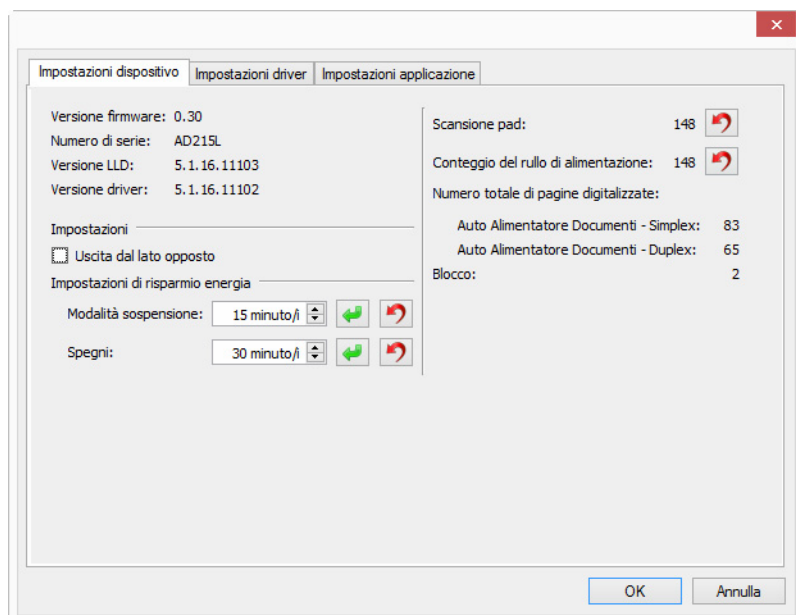 Impostazioni dispositivo Impostazioni driver Impostazioni applicazione
Versione firmware: 0.30
Numero di serie: AD215L
Versione LLD: 5.1.16.11103
Versione driver: 5.1.16.11102
Impostazioni
Uscita dal lato opposto
Impostazioni di risparmio energia
Modalità sospensione: 15 minuto/i
Spegni: 30 minuto/i
Scansione pad: 148
Conteggio del rullo di alimentazione: 148
Numero totale di pagine digitalizzate:
Auto Alimentatore Documenti - Simplex: 83
Auto Alimentatore Documenti - Duplex: 65
Blocco: 2
OK Annulla